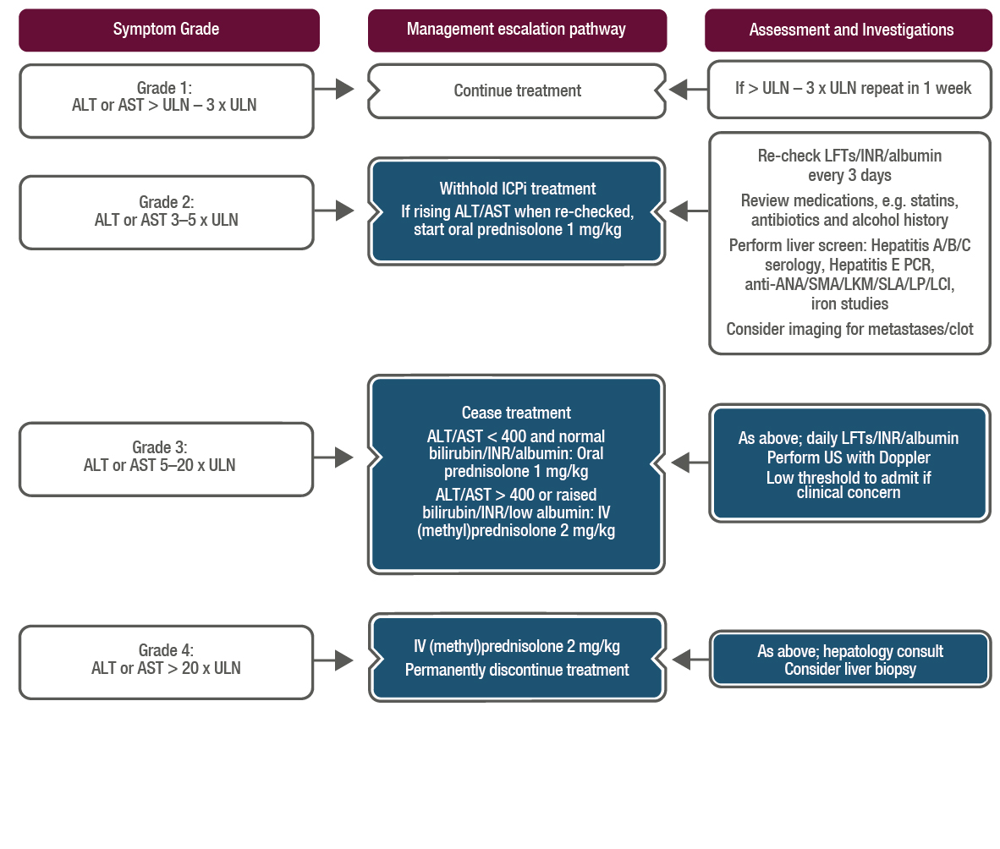 Symptom Grade
Management escalation pathway
Assessment and Investigations
Grade 1:
ALT or AST > ULN – 3 x ULN
Continue treatment
If > ULN – 3 x ULN repeat in 1 week
Grade 2:
ALT or AST 3–5 x ULN
Withhold ICPi treatment
If rising ALT/AST when re-checked,
start oral prednisolone 1 mg/kg
Re-check LFTs/INR/albumin
every 3 days
Review medications, e.g. statins,
antibiotics and alcohol history
Perform liver screen: Hepatitis A/B/C
serology, Hepatitis E PCR,
anti-ANA/SMA/LKM/SLA/LP/LCI,
iron studies
Consider imaging for metastases/clot
Grade 3:
ALT or AST 5–20 x ULN
Cease treatment
ALT/AST < 400 and normal
bilirubin/INR/albumin: Oral
prednisolone 1 mg/kg
ALT/AST > 400 or raised
bilirubin/INR/low albumin: IV
(methyl)prednisolone 2 mg/kg
As above; daily LFTs/INR/albumin
Perform US with Doppler
Low threshold to admit if
clinical concern
Grade 4:
ALT or AST > 20 x ULN
IV (methyl)prednisolone 2 mg/kg
Permanently discontinue treatment
As above; hepatology consult
Consider liver biopsy